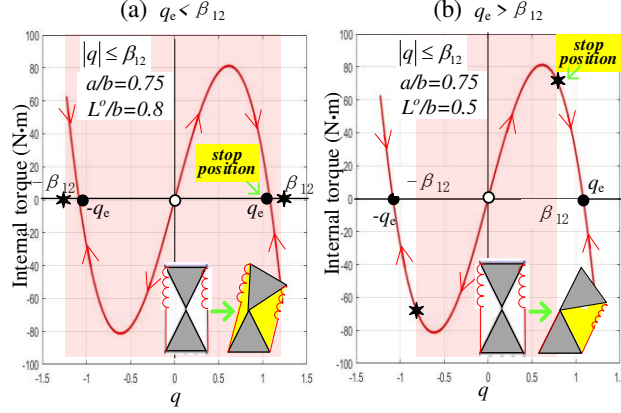 (a) qe < β12
|q| ≤ β12
a/b=0.75
L°/b=0.8
stop
position
Internal torque (N·m)
100
80
60
40
20
0
-20
-40
-60
-80
-100
−β12
-qe
qe
β12
-1.5 -1 -0.5 0 0.5 1 1.5
q
(b) qe > β12
|q| ≤ β12
a/b=0.75
L°/b=0.5
stop
position
Internal torque (N·m)
100
80
60
40
20
0
-20
-40
-60
-80
-100
−β12
-qe
qe
β12
-1.5 -1 -0.5 0 0.5 1 1.5
q